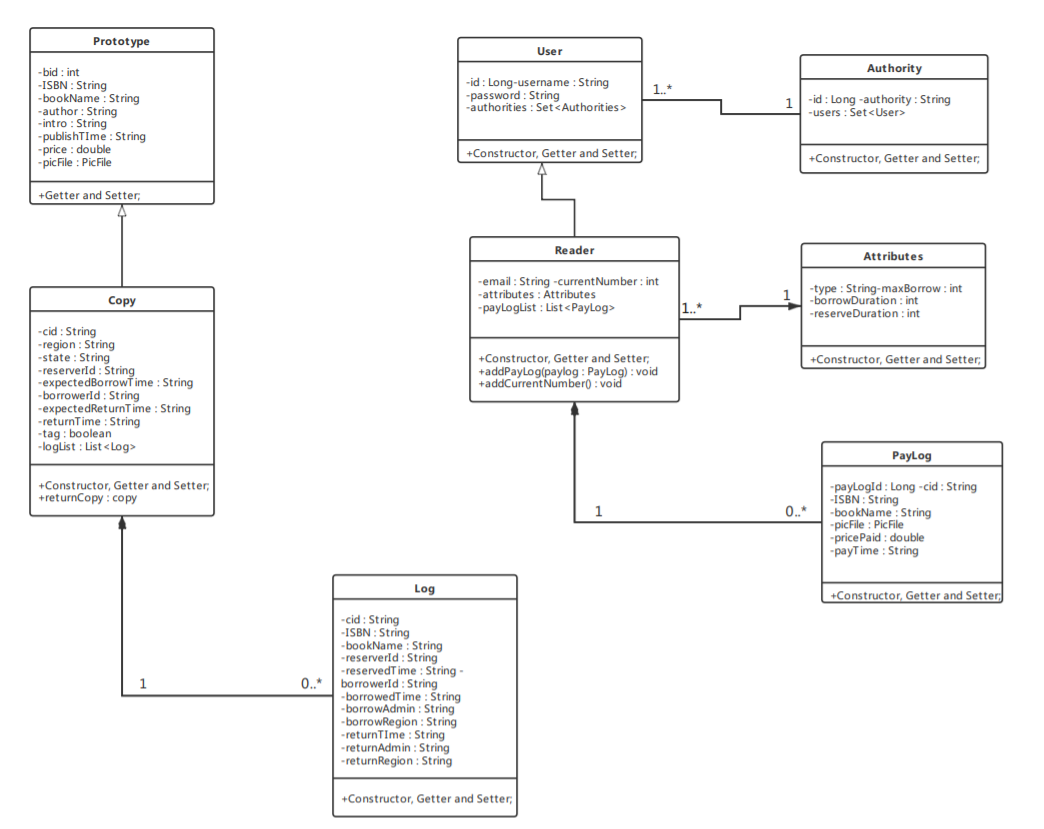 Prototype
-bid : int
-ISBN : String
-bookName : String
-author : String
-intro : String
-publishTIme : String
-price : double
-picFile : PicFile
+Getter and Setter;
User
-id : Long-username : String
-password : String
-authorities : Set<Authorities>
+Constructor, Getter and Setter;
1..*
1
Authority
-id : Long -authority : String
-users : Set<User>
+Constructor, Getter and Setter;
Copy
-cid : String
-region : String
-state : String
-reserverId : String
-expectedBorrowTime : String
-borrowerId : String
-expectedReturnTime : String
-returnTime : String
-tag : boolean
-logList : List<Log>
+Constructor, Getter and Setter;
+returnCopy : copy
Reader
-email : String -currentNumber : int
-attributes : Attributes
-payLogList : List<PayLog>
+Constructor, Getter and Setter;
+addPayLog(paylog : PayLog) : void
+addCurrentNumber() : void
1..*
1
Attributes
-type : String-maxBorrow : int
-borrowDuration : int
-reserveDuration : int
+Constructor, Getter and Setter;
1
0..*
PayLog
-payLogId : Long -cid : String
-ISBN : String
-bookName : String
-picFile : PicFile
-pricePaid : double
-payTime : String
+Constructor, Getter and Setter;
1
0..*
Log
-cid : String
-ISBN : String
-bookName : String
-reserverId : String
-reservedTime : String -
borrowerId : String
-borrowedTime : String
-borrowAdmin : String
-borrowRegion : String
-returnTIme : String
-returnAdmin : String
-returnRegion : String
+Constructor, Getter and Setter;